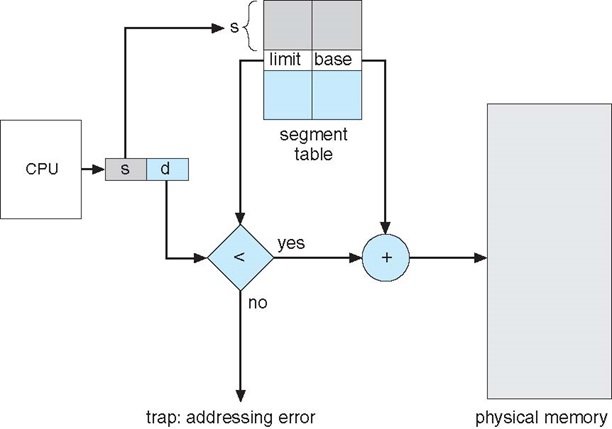 s
limit base
segment
table
CPU
s d
<
yes
+
no
trap: addressing error
physical memory